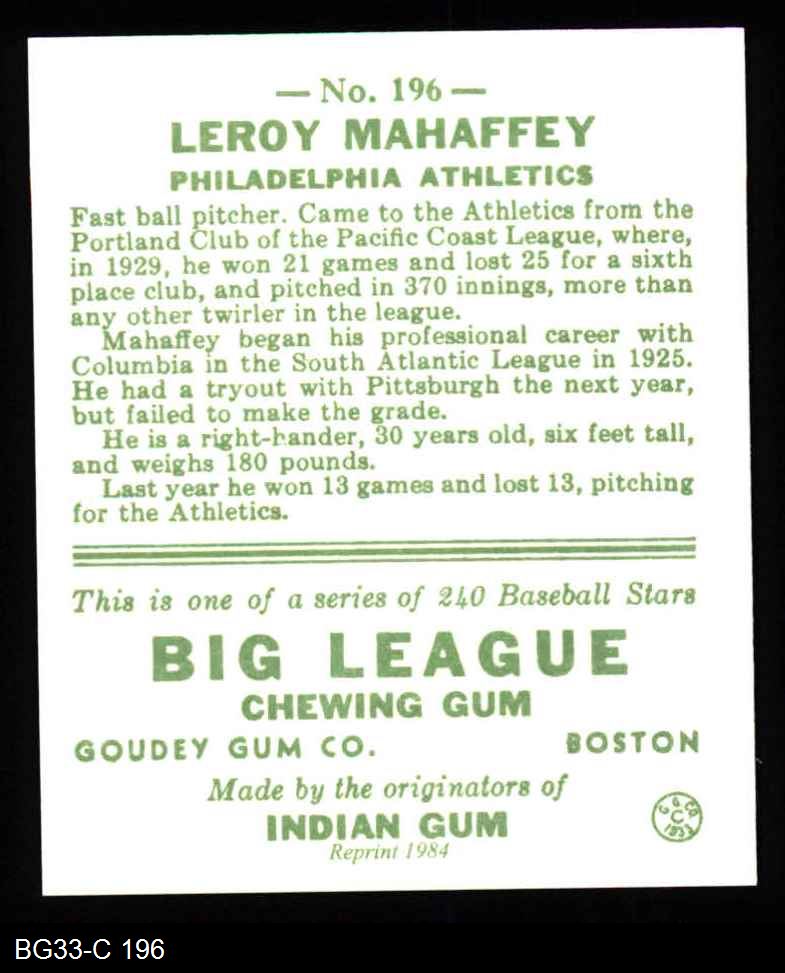 — No. 196 —
LEROY MAHAFFEY
PHILADELPHIA ATHLETICS
Fast ball pitcher. Came to the Athletics from the
Portland Club of the Pacific Coast League, where,
in 1929, he won 21 games and lost 25 for a sixth
place club, and pitched in 370 innings, more than
any other twirler in the league.
Mahaffey began his professional career with
Columbia in the South Atlantic League in 1925.
He had a tryout with Pittsburgh the next year,
but failed to make the grade.
He is a right-hander, 30 years old, six feet tall,
and weighs 180 pounds.
Last year he won 13 games and lost 13, pitching
for the Athletics.
This is one of a series of 240 Baseball Stars
BIG LEAGUE
CHEWING GUM
GOUDEY GUM CO. BOSTON
Made by the originators of
INDIAN GUM
Reprint 1984
G. G. CO.
C
1933
BG33-C 196